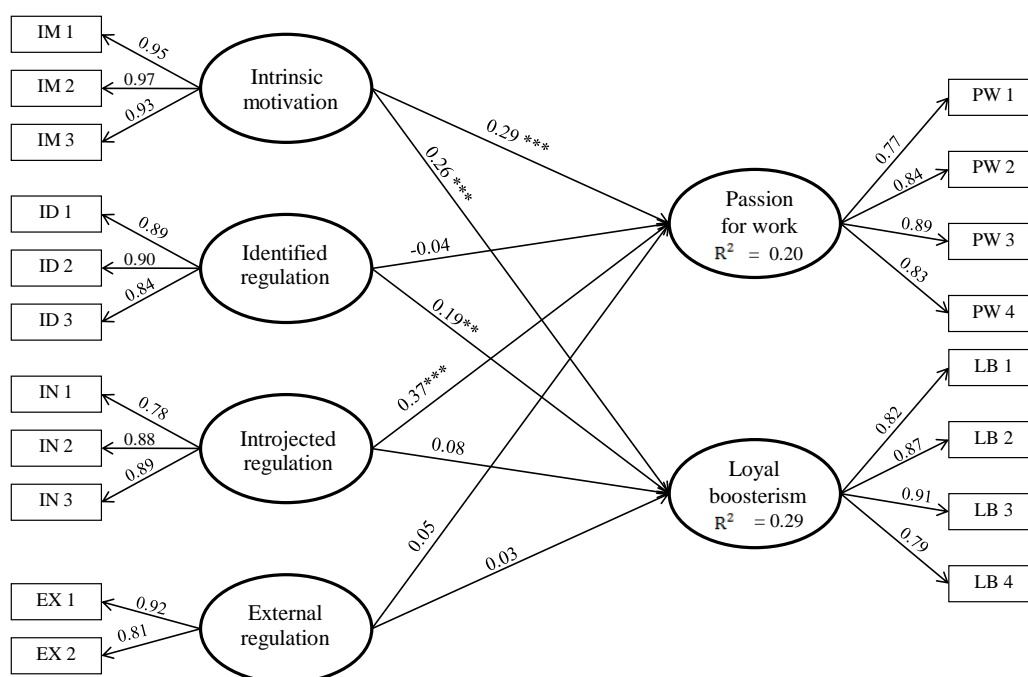 IM 1
IM 2
IM 3
0.95
0.97
0.93
Intrinsic
motivation
ID 1
ID 2
ID 3
0.89
0.90
0.84
Identified
regulation
IN 1
IN 2
IN 3
0.78
0.88
0.89
Introjected
regulation
EX 1
EX 2
0.92
0.81
External
regulation
0.29 ***
0.26 ***
-0.04
0.19**
0.37***
0.08
0.05
0.03
Passion
for work
R² = 0.20
0.77
0.84
0.89
0.83
PW 1
PW 2
PW 3
PW 4
Loyal
boosterism
R² = 0.29
0.82
0.87
0.91
0.79
LB 1
LB 2
LB 3
LB 4